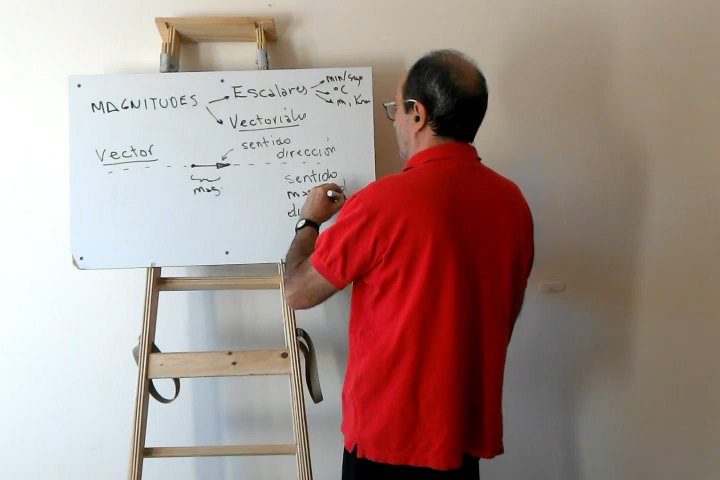 MAGNITUDES
Escalares
min/seg
°C
m, Km
Vectoriales
Vector
sentido
dirección
mag.
sentido